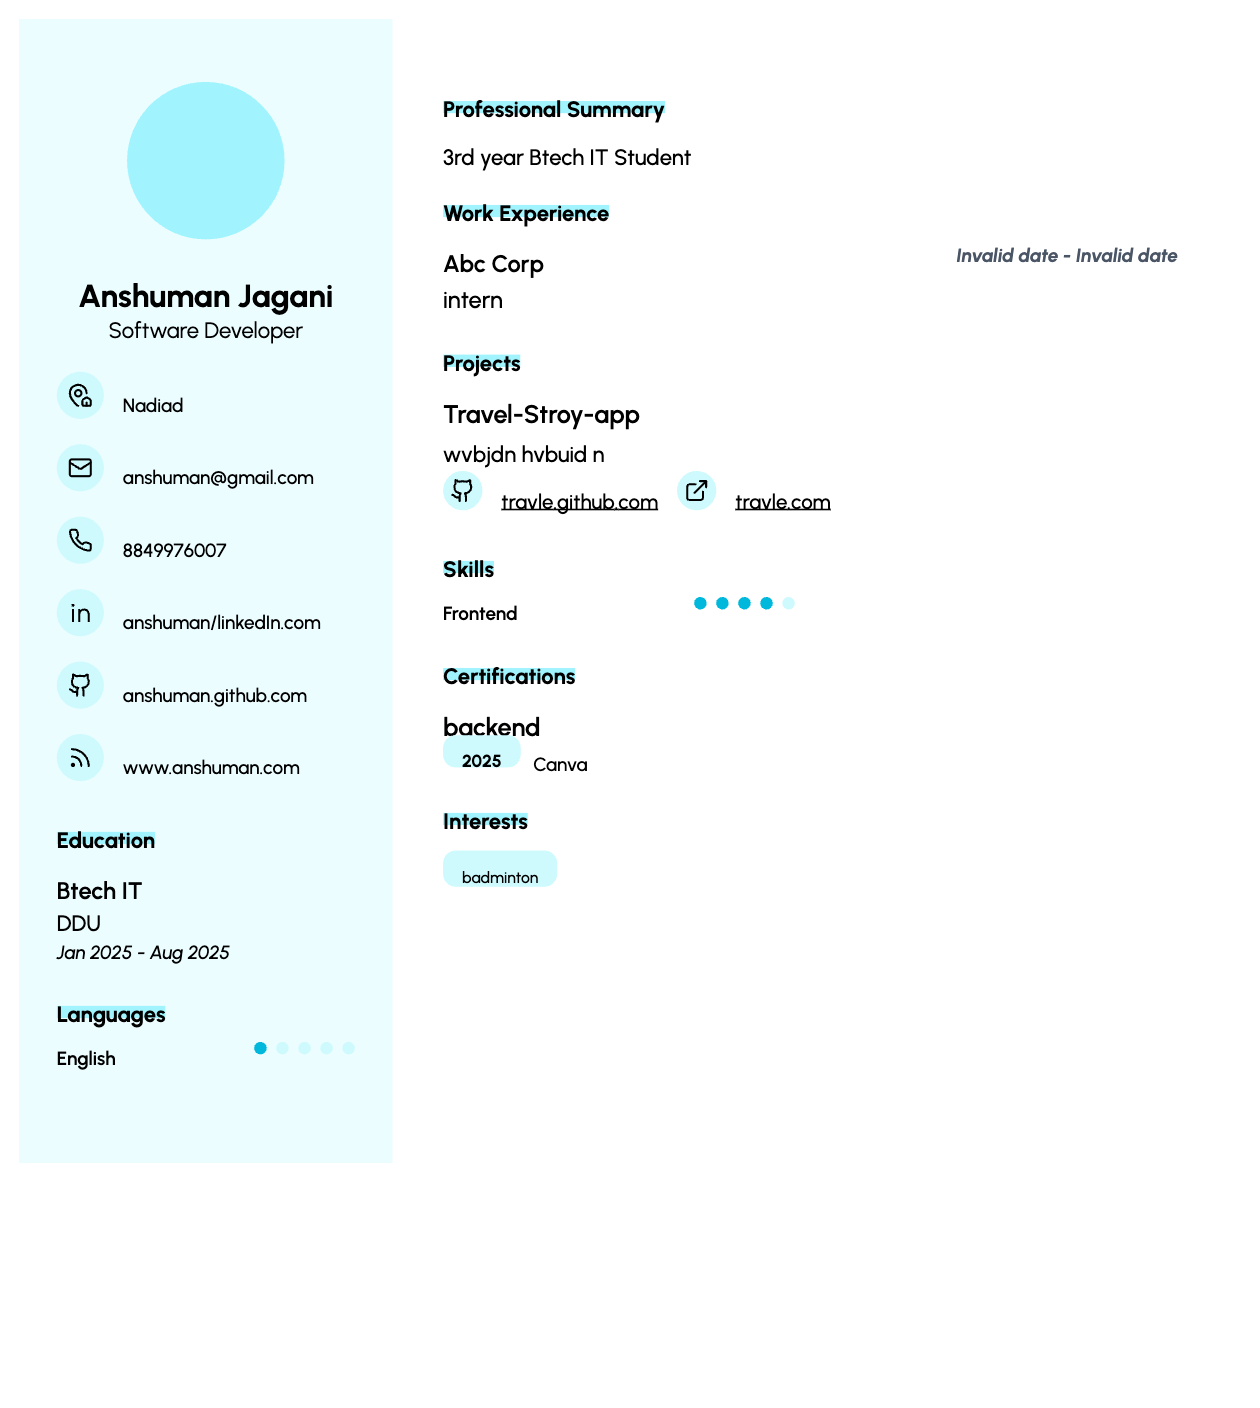 Anshuman Jagani
Software Developer
Nadiad
anshuman@gmail.com
8849976007
in
anshuman/linkedIn.com
anshuman.github.com
www.anshuman.com
Education
Btech IT
DDU
Jan 2025 - Aug 2025
Languages
English
Professional Summary
3rd year Btech IT Student
Work Experience
Abc Corp
Invalid date - Invalid date
intern
Projects
Travel-Stroy-app
wvbjdn hvbuid n
travle.github.com travle.com
Skills
Frontend
Certifications
backend
2025 Canva
Interests
badminton